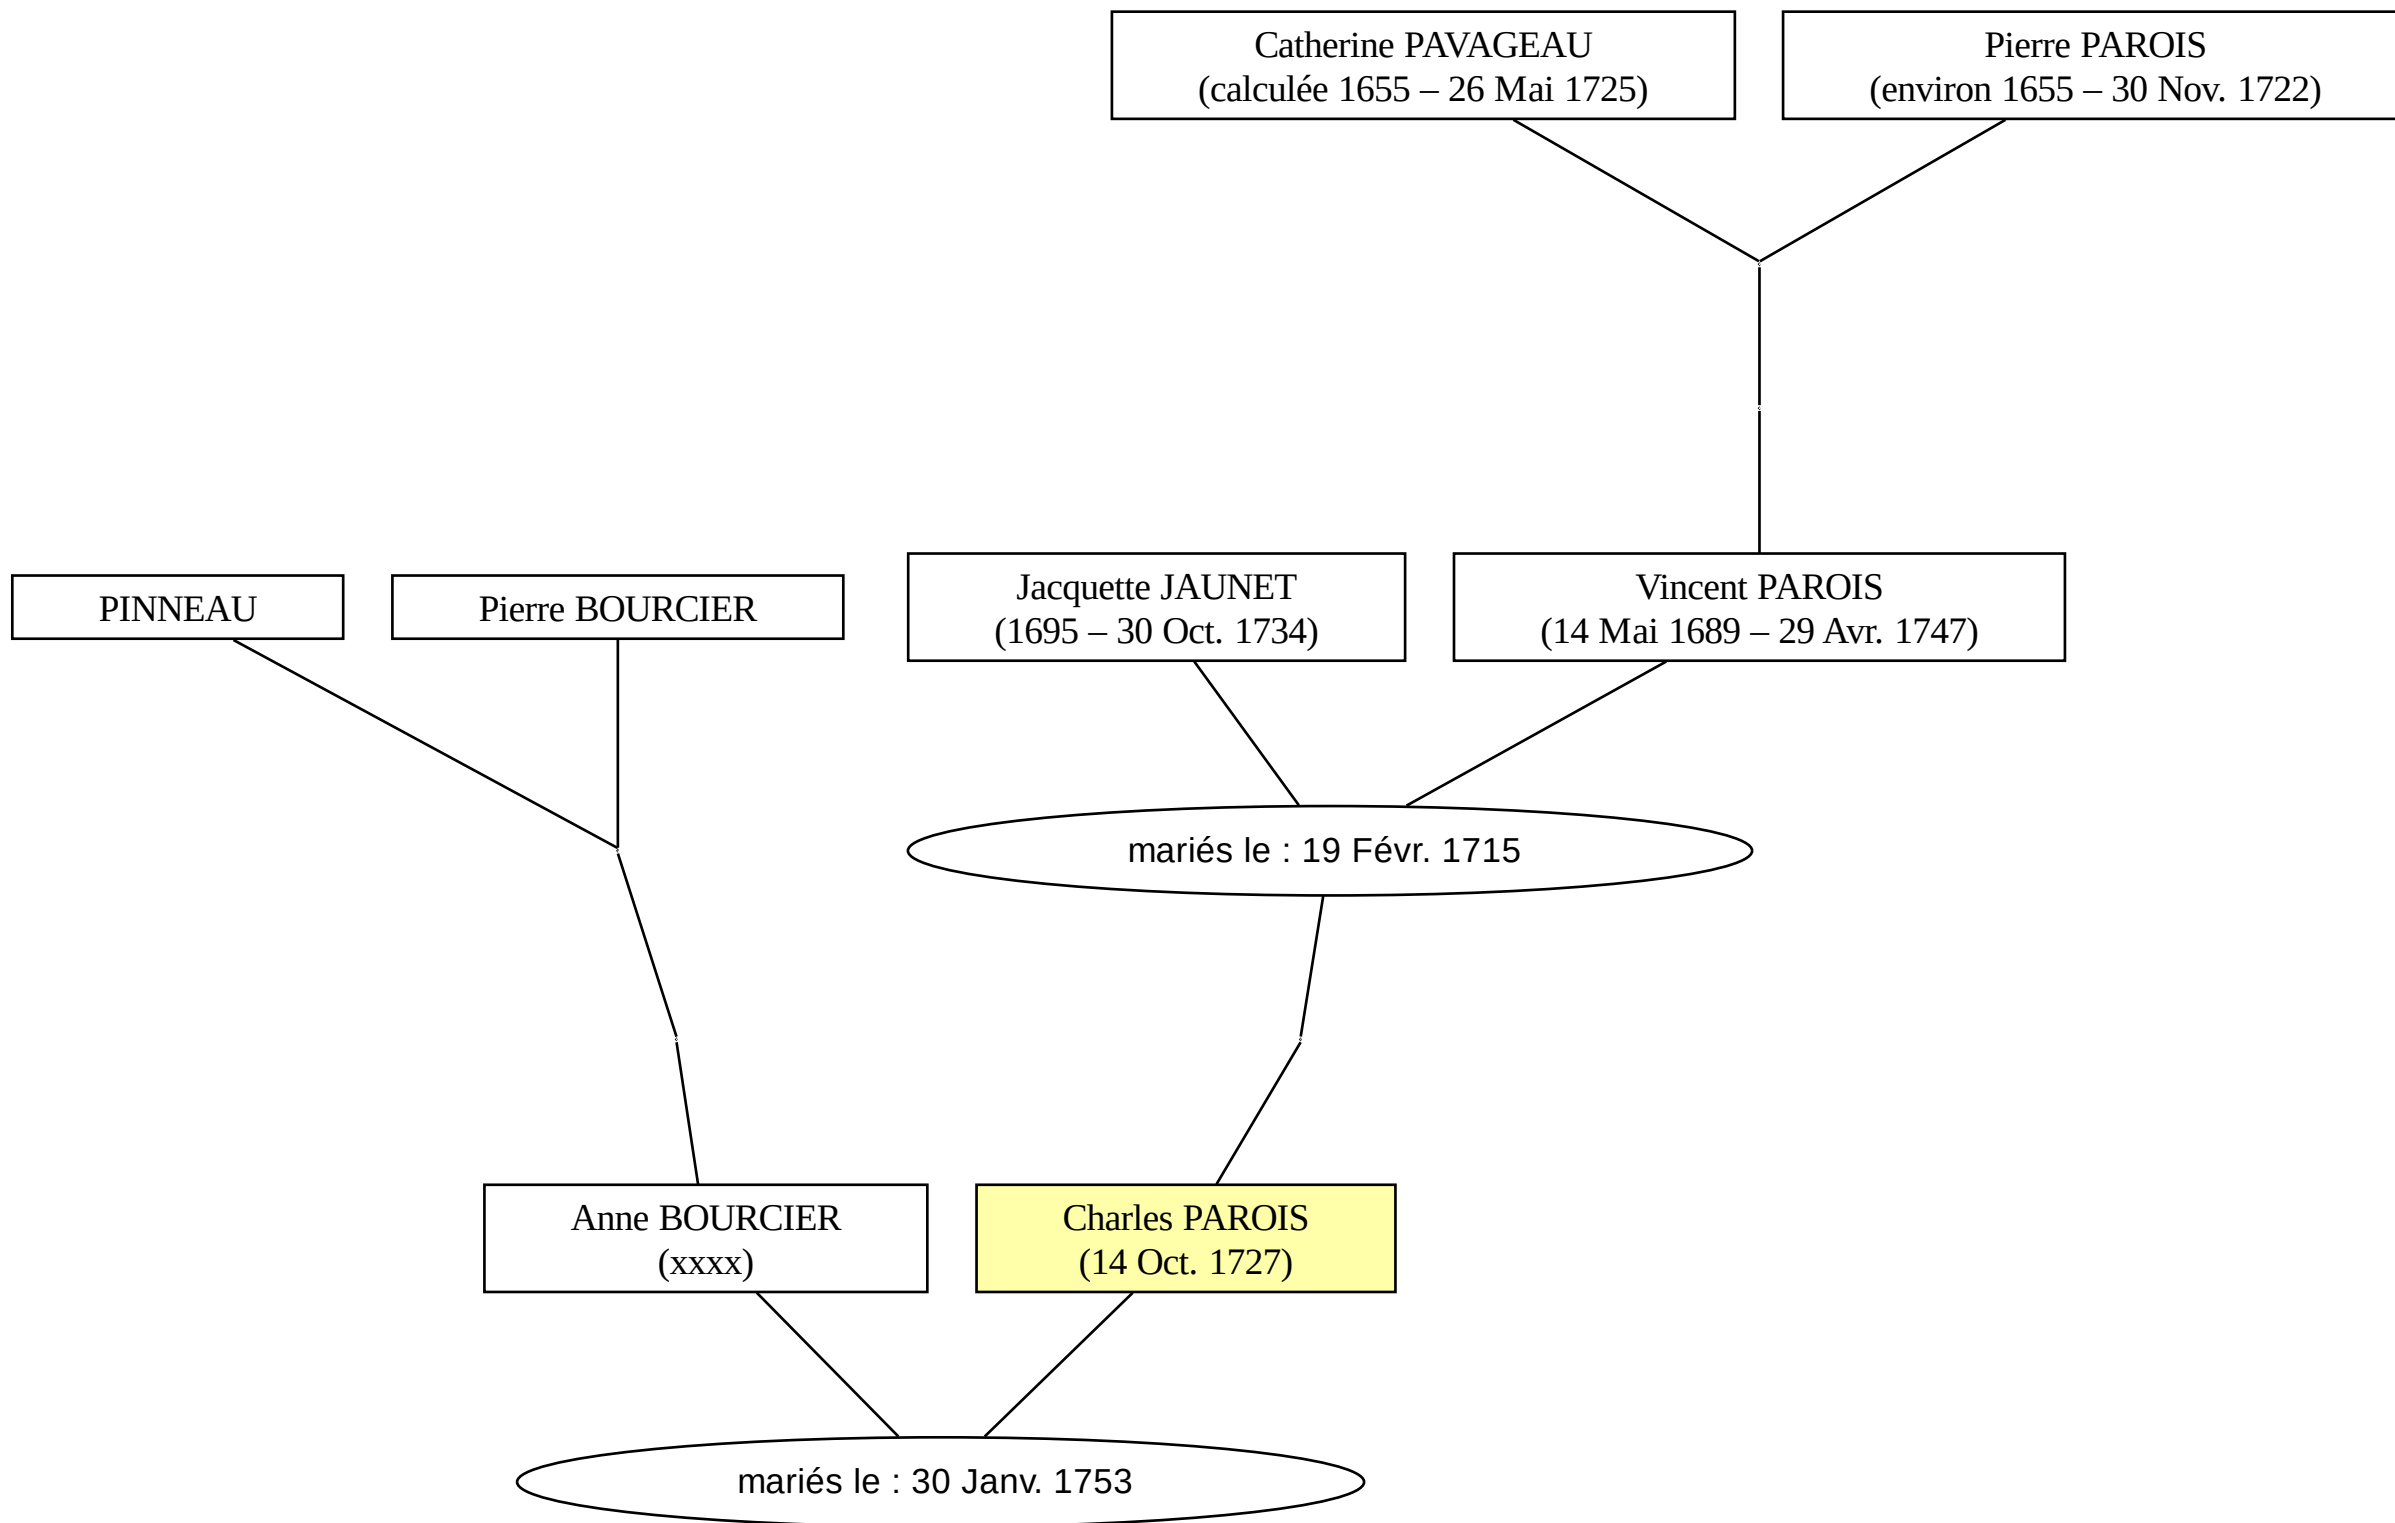 Catherine PAVAGEAU
(calculée 1655 – 26 Mai 1725)
Pierre PAROIS
(environ 1655 – 30 Nov. 1722)
PINNEAU
Pierre BOURCIER
Jacquette JAUNET
(1695 – 30 Oct. 1734)
Vincent PAROIS
(14 Mai 1689 – 29 Avr. 1747)
mariés le : 19 Févr. 1715
Anne BOURCIER
(xxxx)
Charles PAROIS
(14 Oct. 1727)
mariés le : 30 Janv. 1753